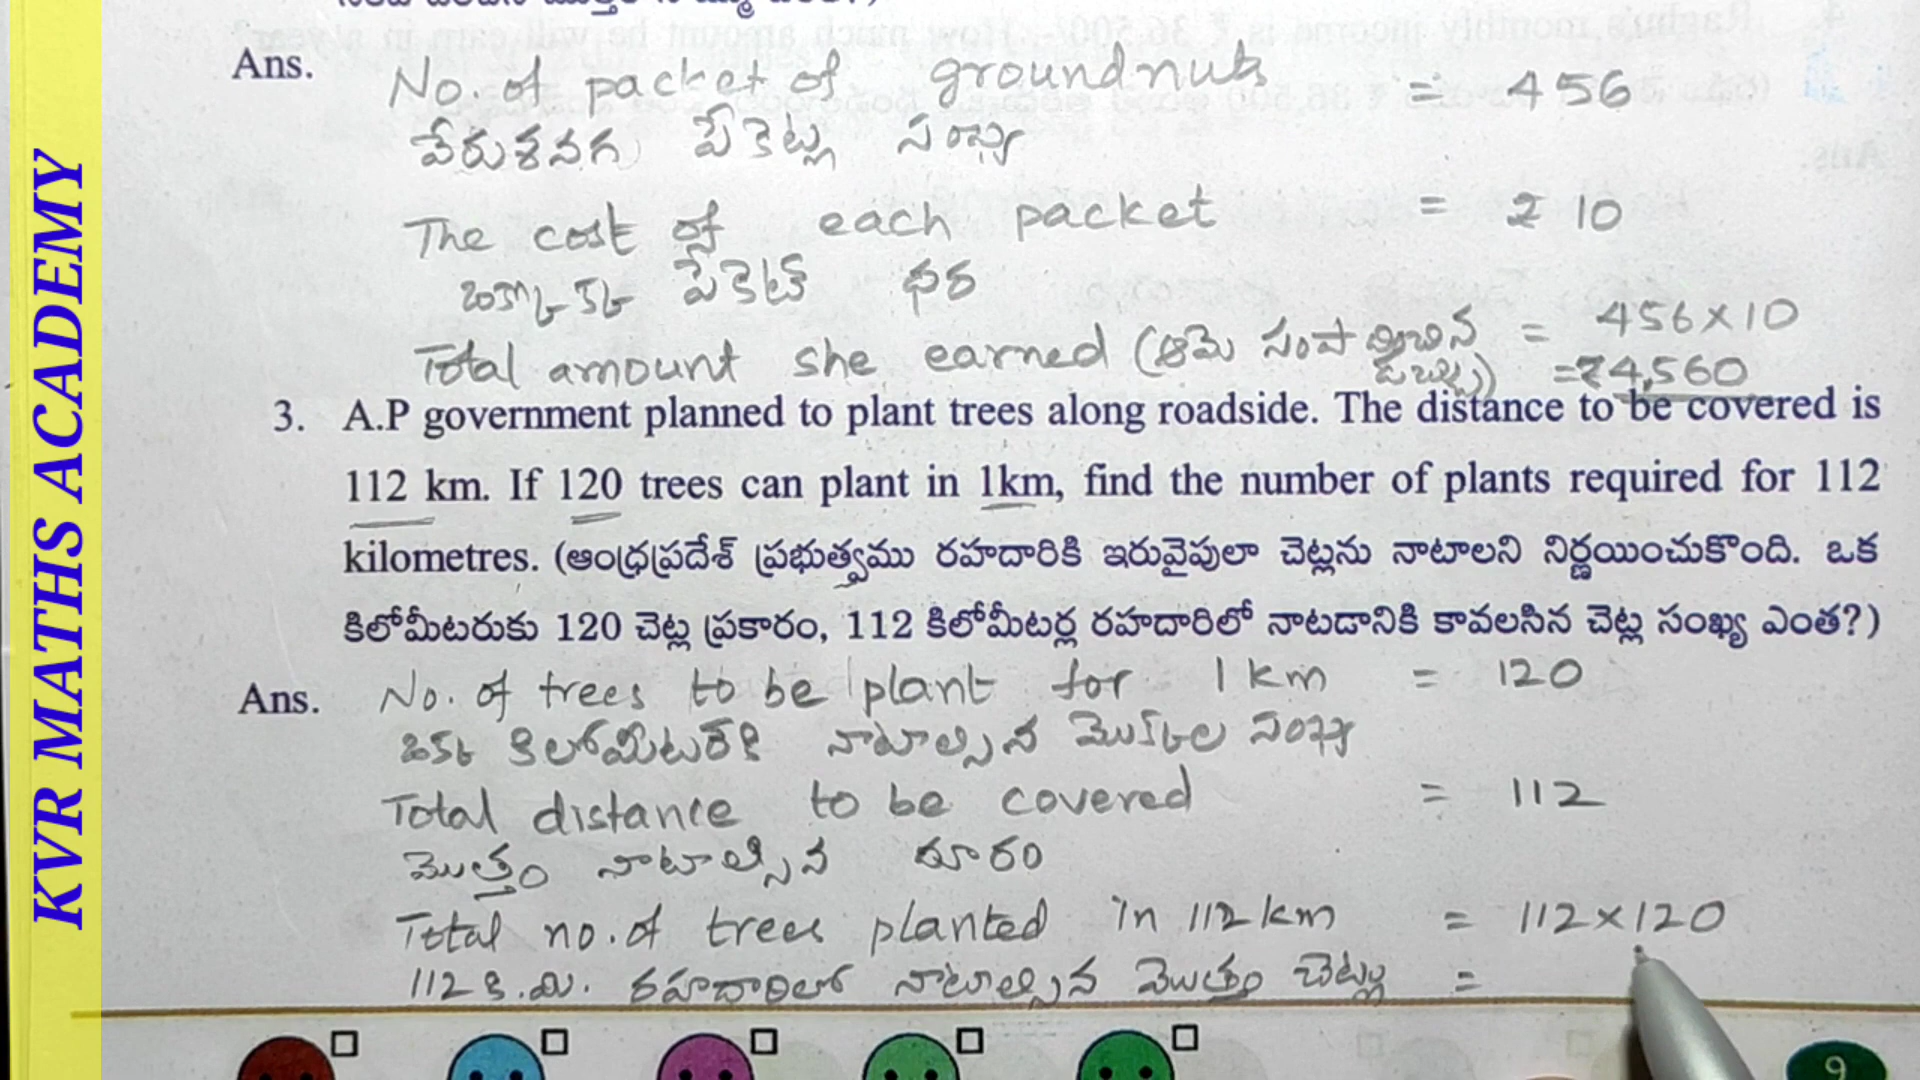 KVR MATHS ACADEMY
Ans. No. of packet of groundnuts = 456
వేరుశనగ పేకెట్ల సంఖ్య
The cost of each packet = ₹ 10
ఒక్కొక్క పేకెట్ ధర
Total amount she earned (ఆమె సంపాదించిన డబ్బు) = 456×10
=₹4,560
3. A.P government planned to plant trees along roadside. The distance to be covered is
112 km. If 120 trees can plant in 1km, find the number of plants required for 112
kilometres. (ఆంధ్రప్రదేశ్ ప్రభుత్వము రహదారికి ఇరువైపులా చెట్లను నాటాలని నిర్ణయించుకొంది. ఒక
కిలోమీటరుకు 120 చెట్ల ప్రకారం, 112 కిలోమీటర్ల రహదారిలో నాటడానికి కావలసిన చెట్ల సంఖ్య ఎంత?)
Ans. No. of trees to be plant for 1 km = 120
ఒక కిలోమీటర్‌కి నాటాల్సిన మొక్కల సంఖ్య
Total distance to be covered = 112
మొత్తం నాటాల్సిన దూరం
Total no. of trees planted in 112 km = 112×120
112 కి.మి. రహదారిలో నాటాల్సిన మొత్తం చెట్లు =
9